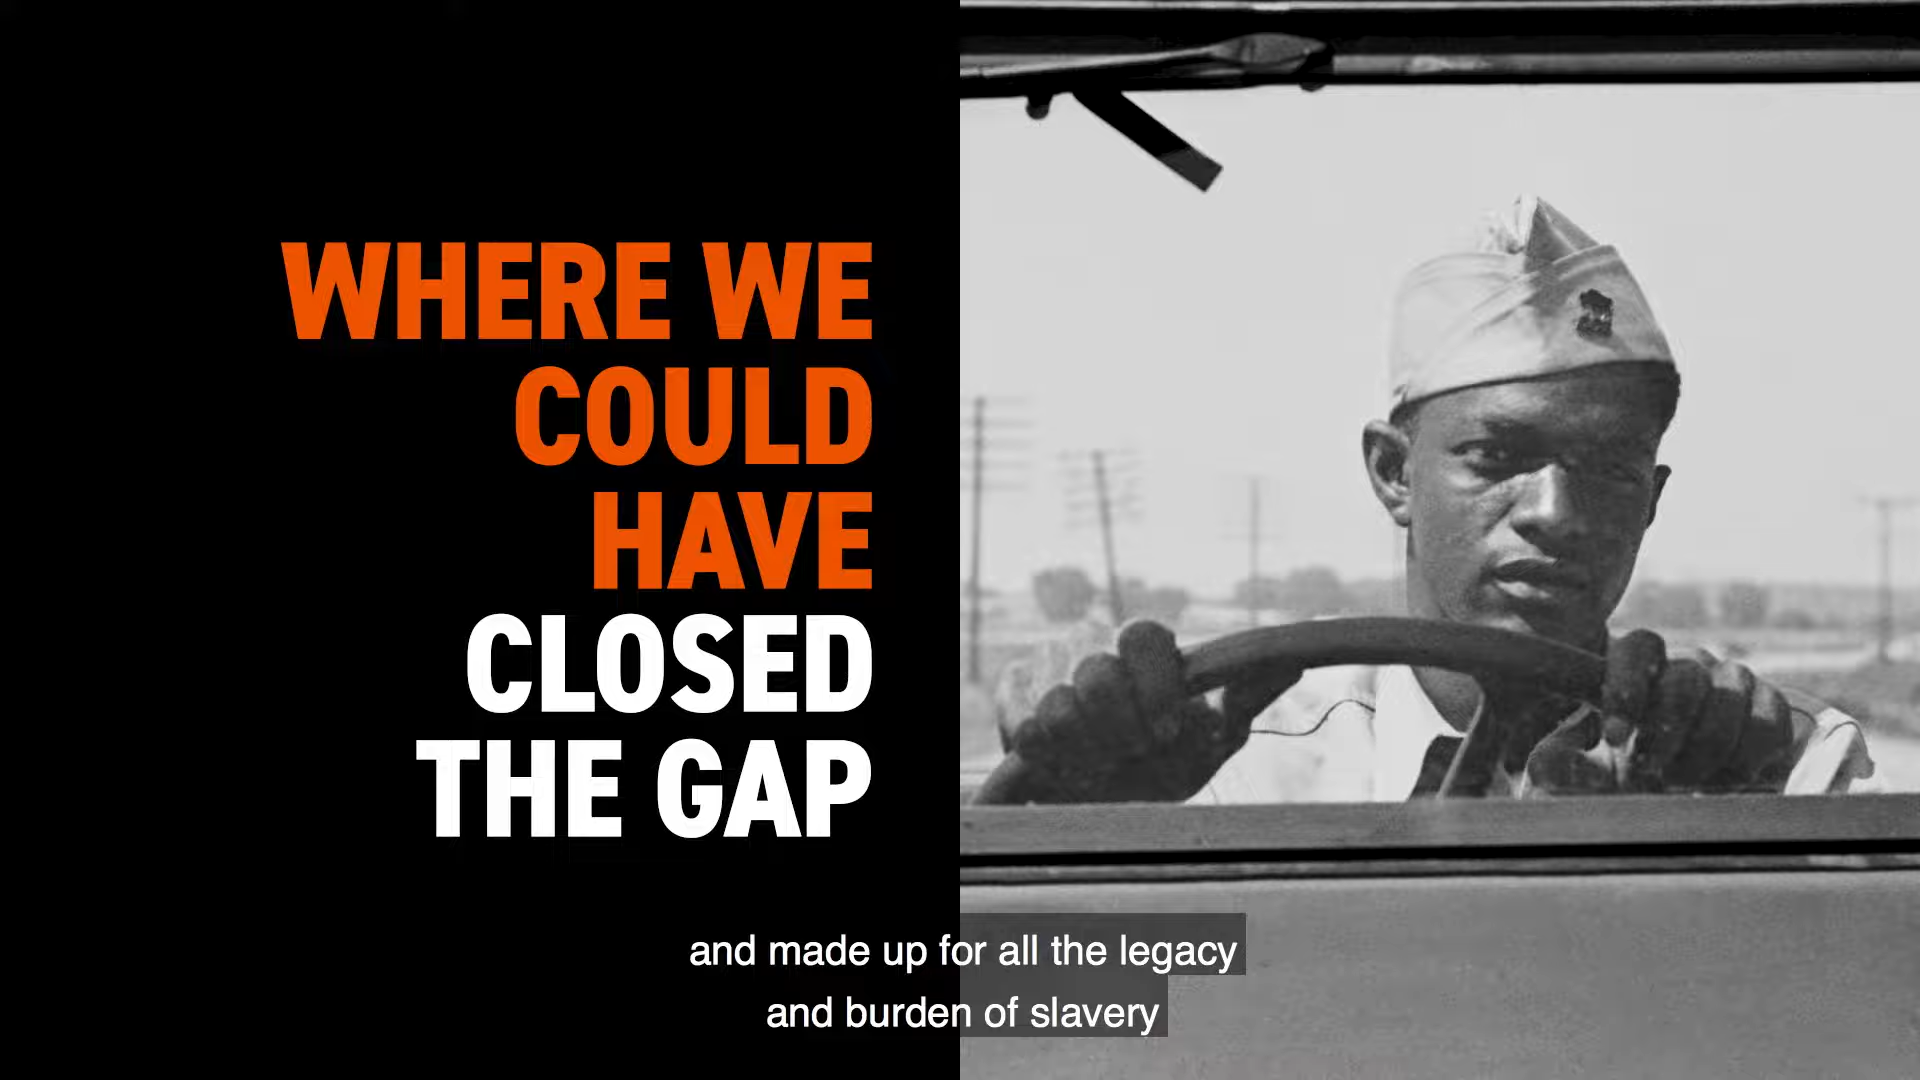 WHERE WE
COULD
HAVE
CLOSED
THE GAP
and made up for all the legacy
and burden of slavery